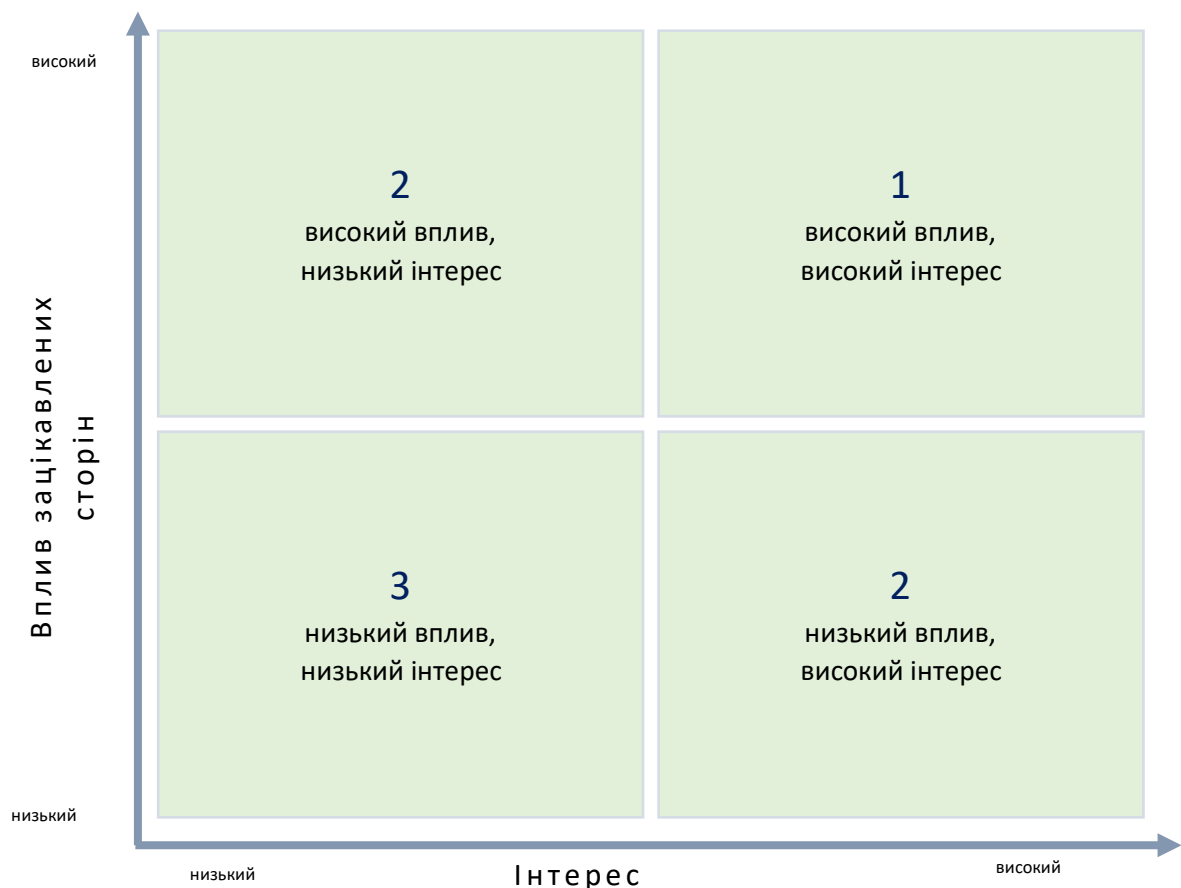 високий
2
високий вплив,
низький інтерес
1
високий вплив,
високий інтерес
Вплив зацікавлених
сторін
3
низький вплив,
низький інтерес
2
низький вплив,
високий інтерес
низький
низький
Інтерес
високий